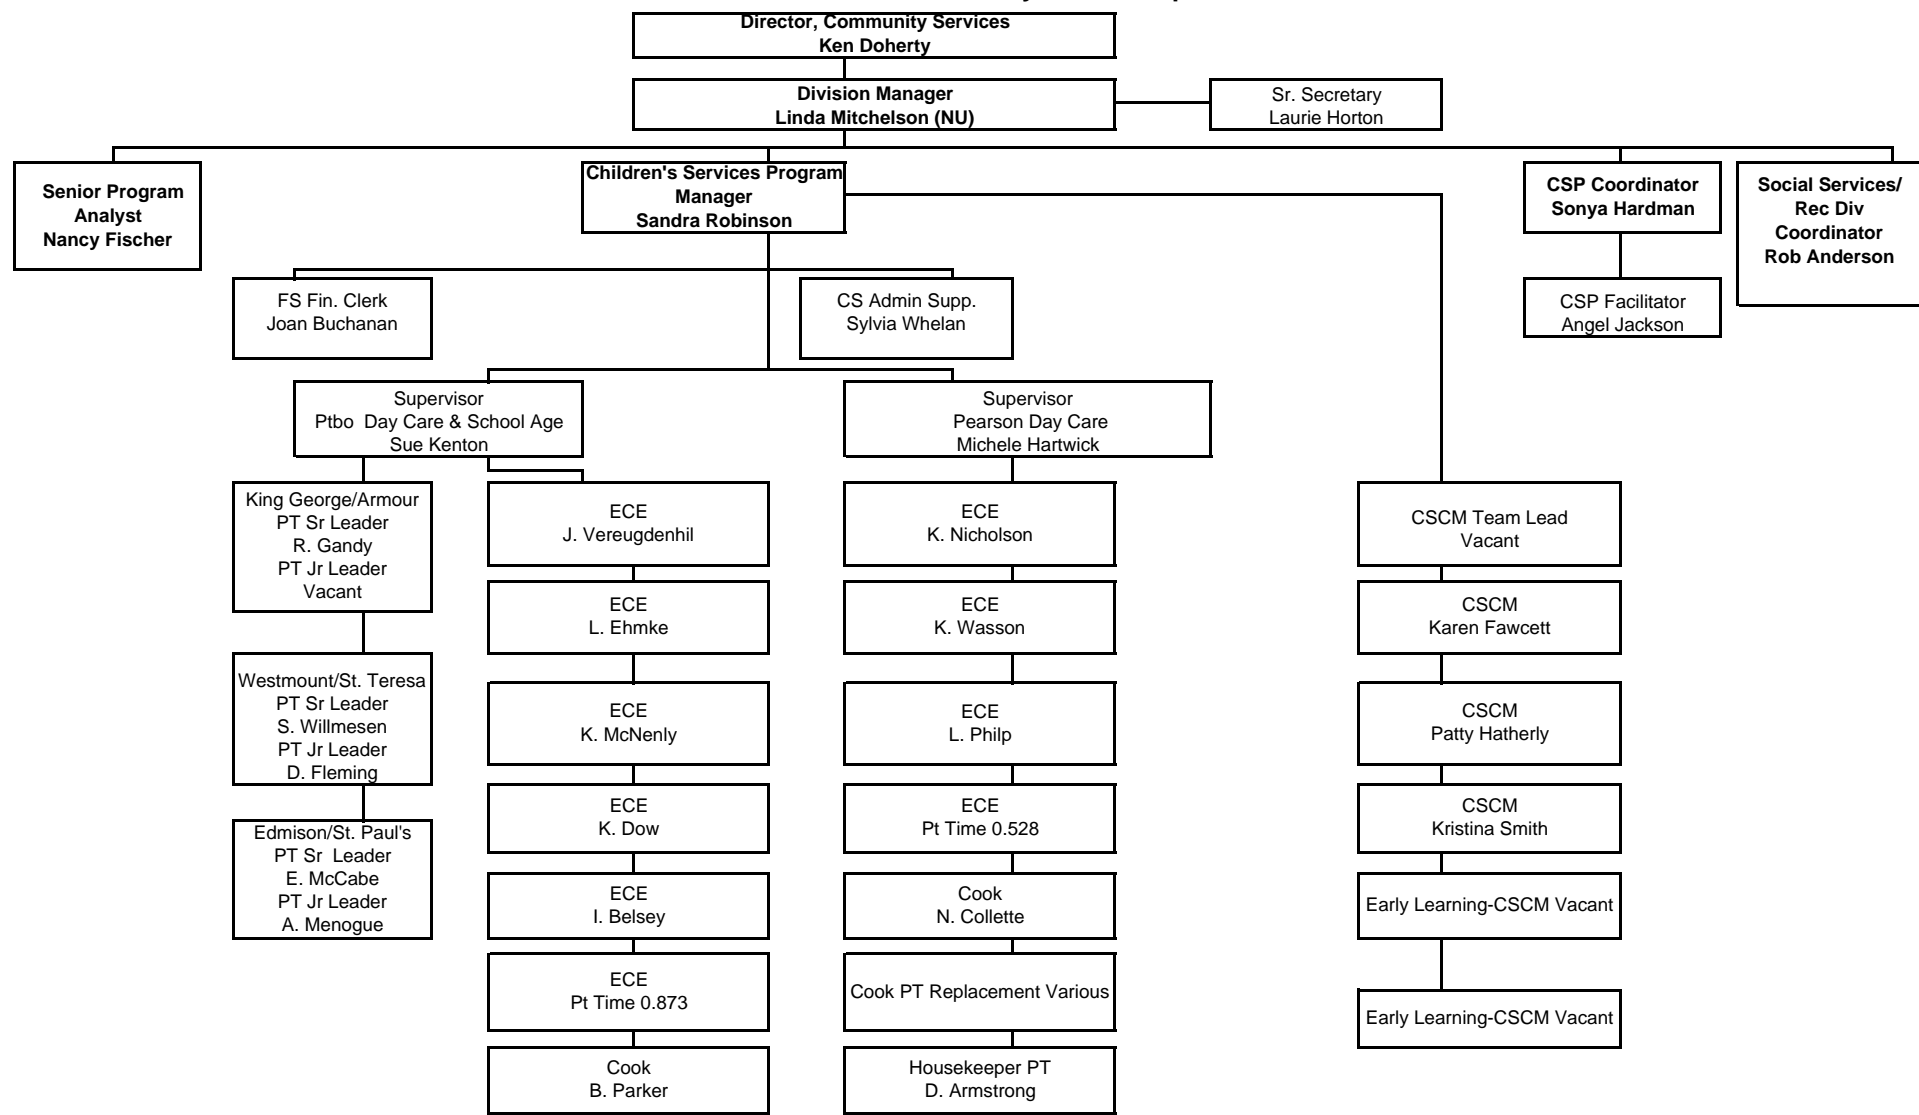 Director, Community Services
Ken Doherty
Division Manager
Linda Mitchelson (NU)
Sr. Secretary
Laurie Horton
Senior Program
Analyst
Nancy Fischer
Children's Services Program
Manager
Sandra Robinson
CSP Coordinator
Sonya Hardman
Social Services/
Rec Div
Coordinator
Rob Anderson
FS Fin. Clerk
Joan Buchanan
CS Admin Supp.
Sylvia Whelan
CSP Facilitator
Angel Jackson
Supervisor
Ptbo Day Care & School Age
Sue Kenton
Supervisor
Pearson Day Care
Michele Hartwick
King George/Armour
PT Sr Leader
R. Gandy
PT Jr Leader
Vacant
ECE
J. Vereugdenhil
ECE
K. Nicholson
CSCM Team Lead
Vacant
ECE
L. Ehmke
ECE
K. Wasson
CSCM
Karen Fawcett
Westmount/St. Teresa
PT Sr Leader
S. Willmesen
PT Jr Leader
D. Fleming
ECE
K. McNenly
ECE
L. Philp
CSCM
Patty Hatherly
ECE
K. Dow
ECE
Pt Time 0.528
CSCM
Kristina Smith
Edmison/St. Paul's
PT Sr Leader
E. McCabe
PT Jr Leader
A. Menogue
ECE
I. Belsey
Cook
N. Collette
Early Learning-CSCM Vacant
ECE
Pt Time 0.873
Cook PT Replacement Various
Early Learning-CSCM Vacant
Cook
B. Parker
Housekeeper PT
D. Armstrong